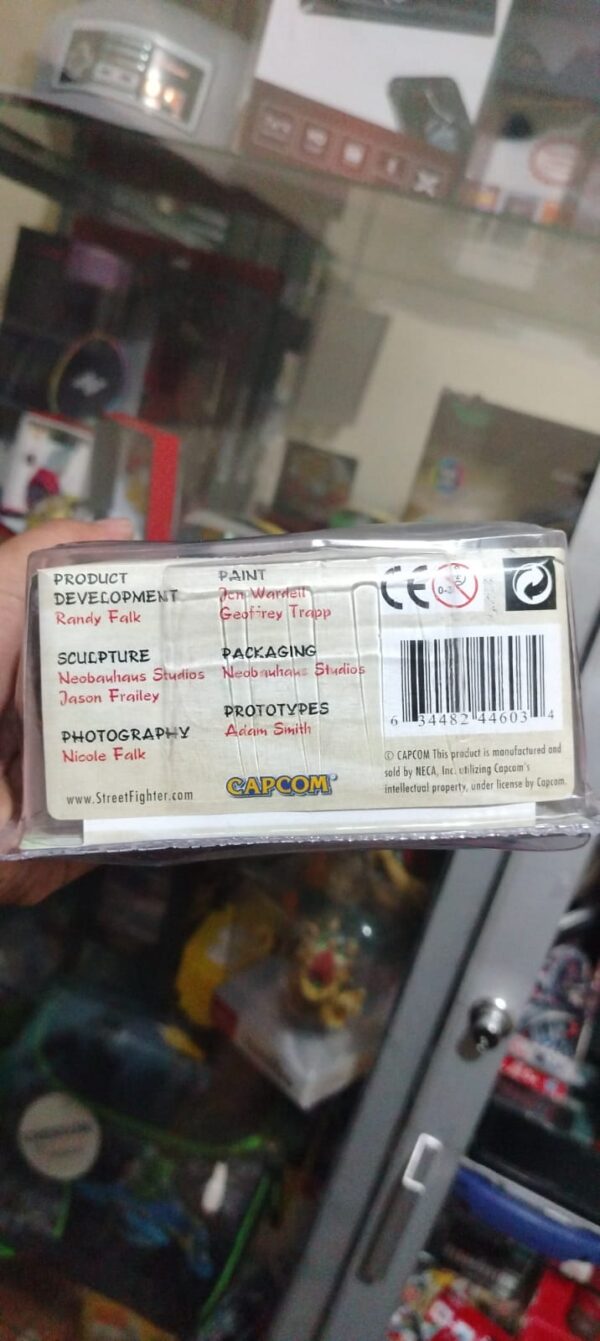 PRODUCT
DEVELOPMENT
Randy Falk
SCULPTURE
Neobauhaus Studios
Jason Frailey
PHOTOGRAPHY
Nicole Falk
www.StreetFighter.com
PAINT
Jen Wardell
Geoffrey Trapp
PACKAGING
Neobauhaus Studios
PROTOTYPES
Adam Smith
CAPCOM
CE
0-3
6 34482 44603 4
© CAPCOM This product is manufactured and
sold by NECA, Inc. utilizing Capcom's
intellectual property, under license by Capcom.